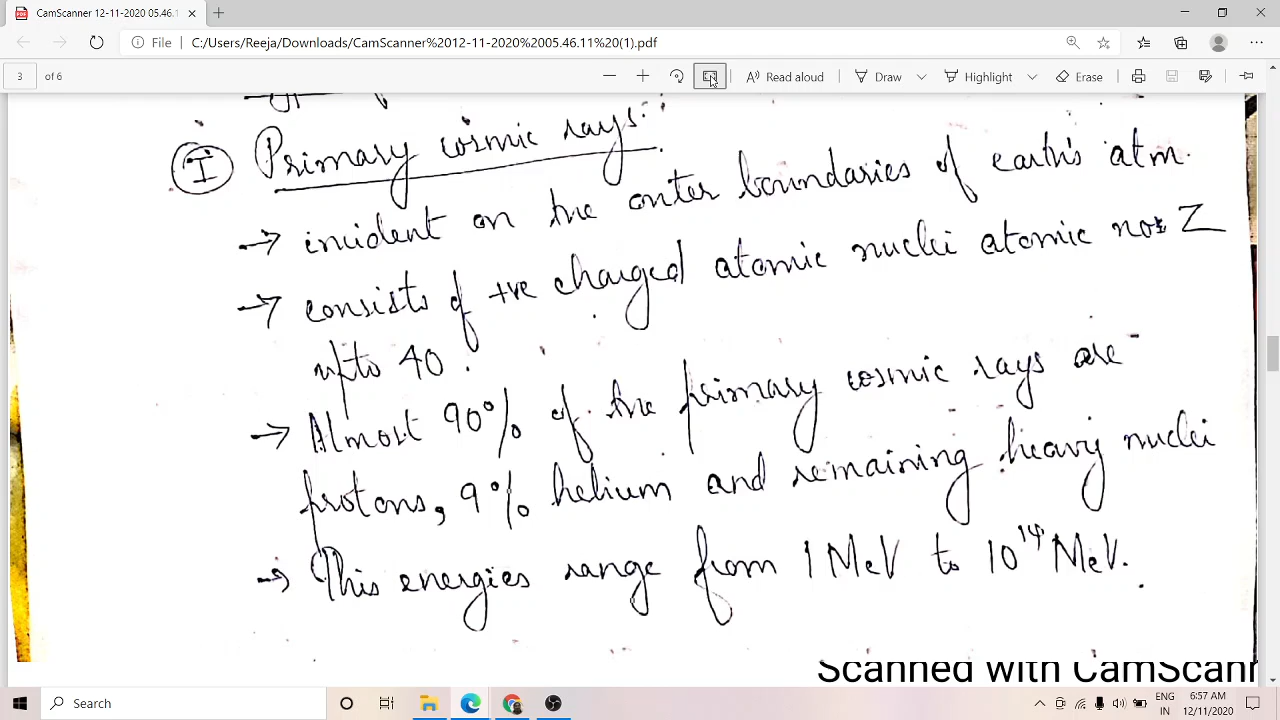 CamScanner 12-11-2020 05.46.1
File C:/Users/Reeja/Downloads/CamScanner%2012-11-2020%2005.46.11%20(1).pdf
3 of 6 Read aloud Draw Highlight Erase
I Primary cosmic rays:
→ incident on the outer boundaries of earth's atm.
→ consists of +ve charged atomic nuclei atomic nos Z
upto 40.
→ Almost 90% of the primary cosmic rays are
protons, 9% helium and remaining heavy nuclei
→ This energies range from 1 MeV to 10¹⁴ MeV.
Scanned with CamScanr
Search
ENG
IN
6:57 AM
12/11/2020